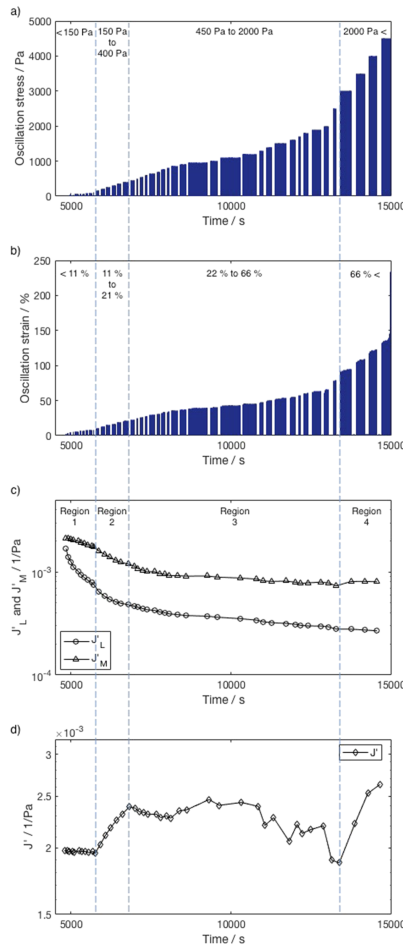 a)
5000
4000
3000
2000
1000
0
Oscillation stress / Pa
<150 Pa
150 Pa
to
400 Pa
450 Pa to 2000 Pa
2000 Pa <
5000
10000
15000
Time / s
b)
250
200
150
100
50
0
Oscillation strain / %
< 11 %
11 %
to
21 %
22 % to 66 %
66 % <
5000
10000
15000
Time / s
c)
10⁻³
10⁻⁴
J'L and J'M / 1/Pa
Region
1
Region
2
Region
3
Region
4
J'L
J'M
5000
10000
15000
Time / s
d)
× 10⁻³
3
2.5
2
1.5
J' / 1/Pa
J'
5000
10000
15000
Time / s